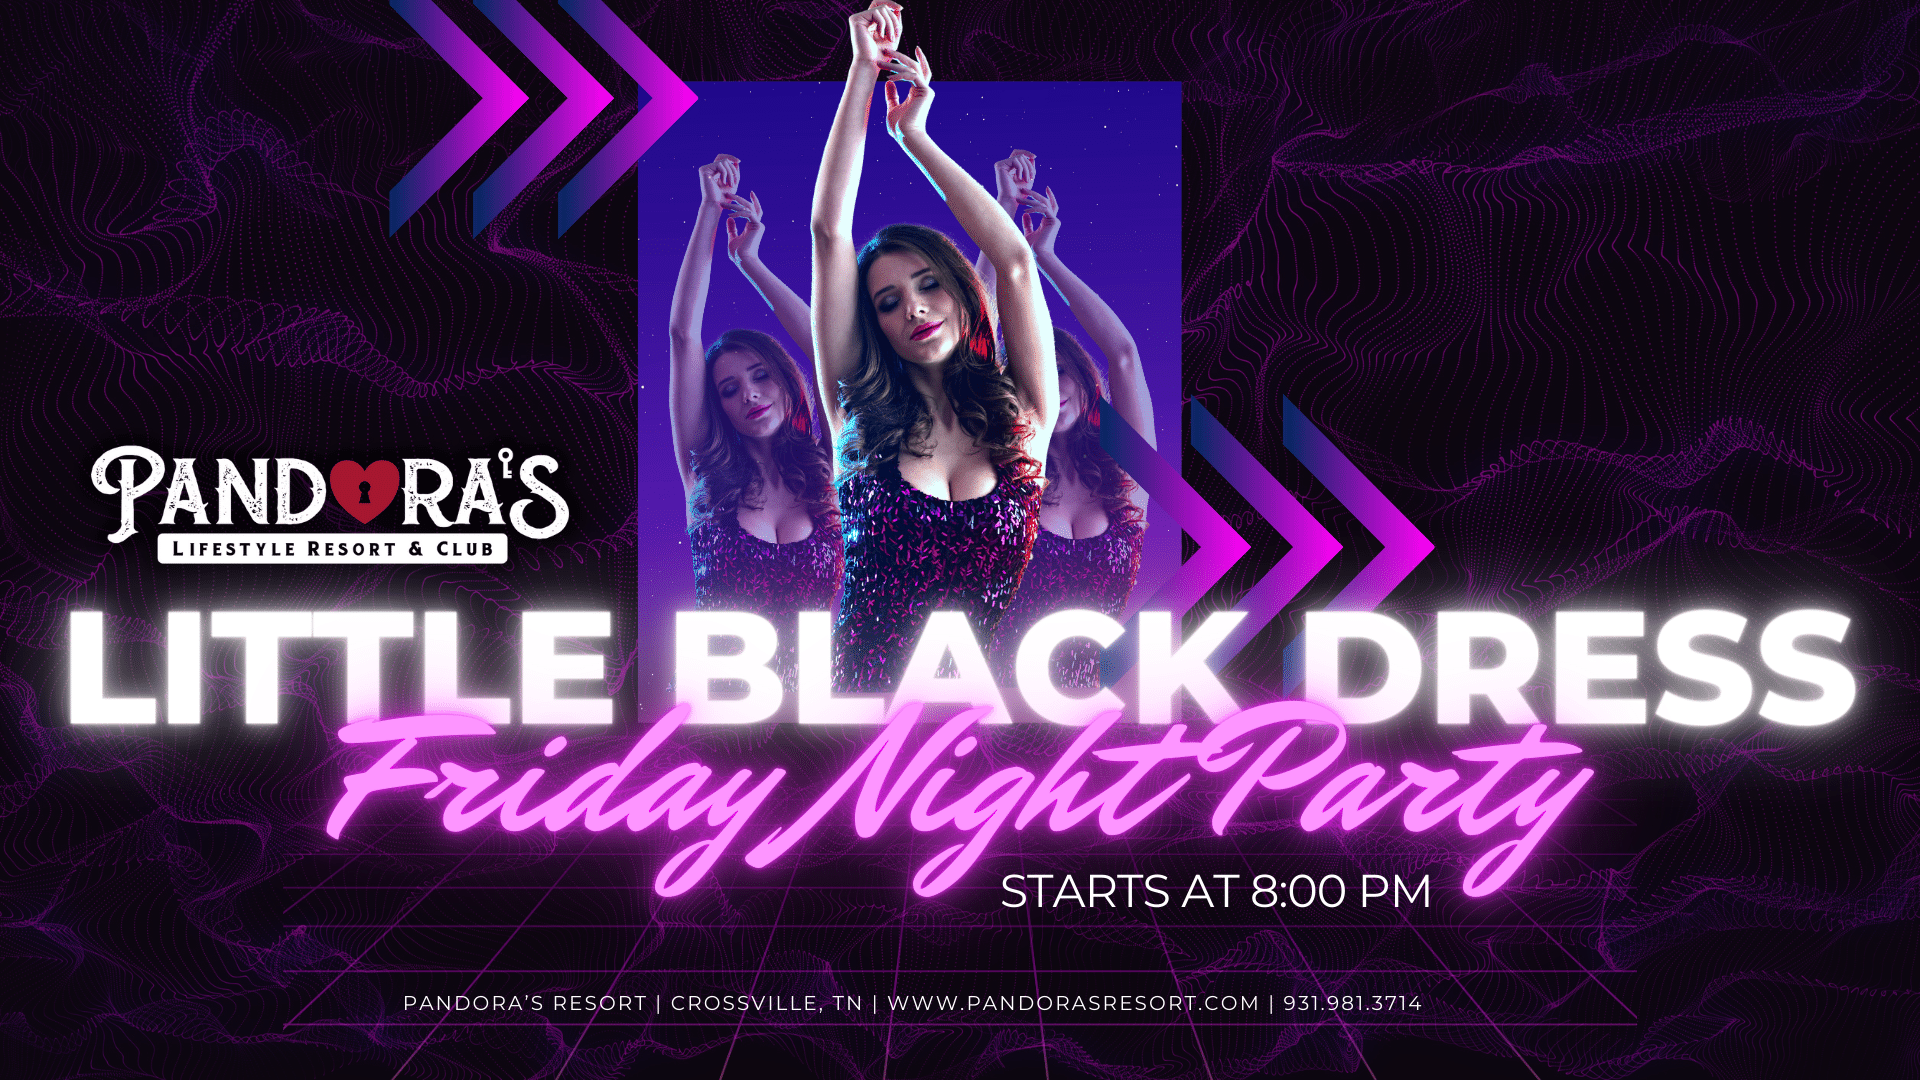 PANDORA'S
LIFESTYLE RESORT & CLUB
LITTLE BLACK DRESS
Friday Night Party
STARTS AT 8:00 PM
PANDORA’S RESORT | CROSSVILLE, TN | WWW.PANDORASRESORT.COM | 931.981.3714